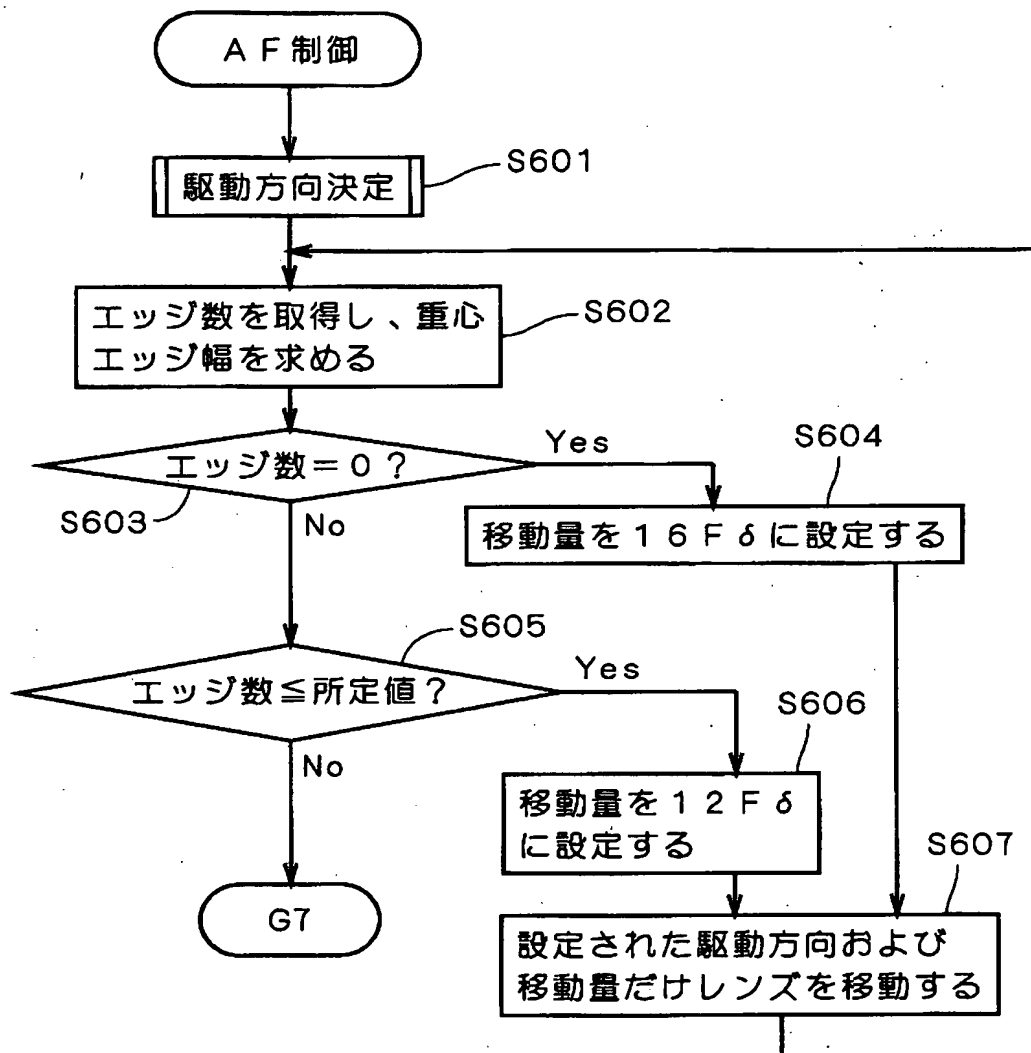 AF制御
駆動方向決定
S601
エッジ数を取得し、重心
エッジ幅を求める
S602
エッジ数=0?
Yes
S603
No
S604
移動量を16Fδに設定する
S605
エッジ数≦所定値?
Yes
No
S606
移動量を12Fδ
に設定する
G7
S607
設定された駆動方向および
移動量だけレンズを移動する